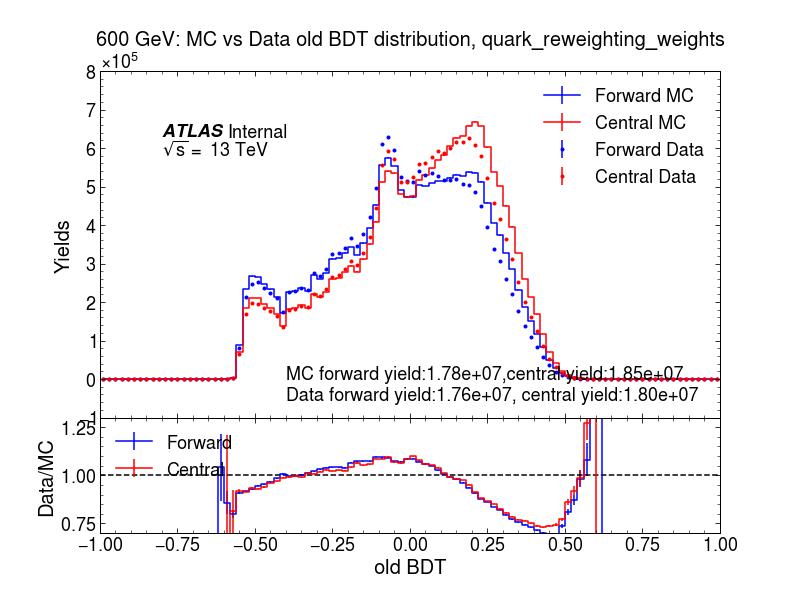 600 GeV: MC vs Data old BDT distribution, quark_reweighting_weights
×10⁵
8
7
6
5
4
3
2
1
0
−1
Yields
ATLAS Internal
√s = 13 TeV
Forward MC
Central MC
Forward Data
Central Data
MC forward yield:1.78e+07,central yield:1.85e+07
Data forward yield:1.76e+07, central yield:1.80e+07
1.25
1.00
0.75
Data/MC
Forward
Central
−1.00 −0.75 −0.50 −0.25 0.00 0.25 0.50 0.75 1.00
old BDT